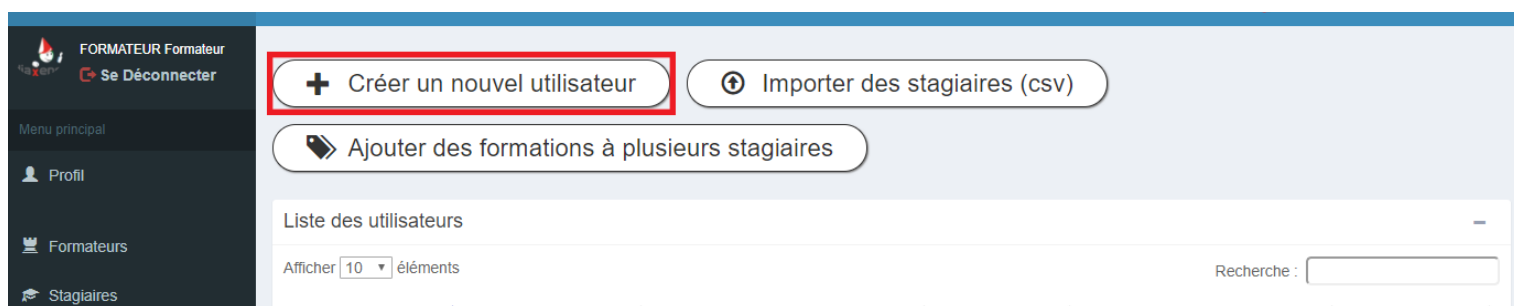 FORMATEUR Formateur
Se Déconnecter
Menu principal
Profil
Formateurs
Stagiaires
Créer un nouvel utilisateur
Importer des stagiaires (csv)
Ajouter des formations à plusieurs stagiaires
Liste des utilisateurs
Afficher 10 éléments
Recherche :